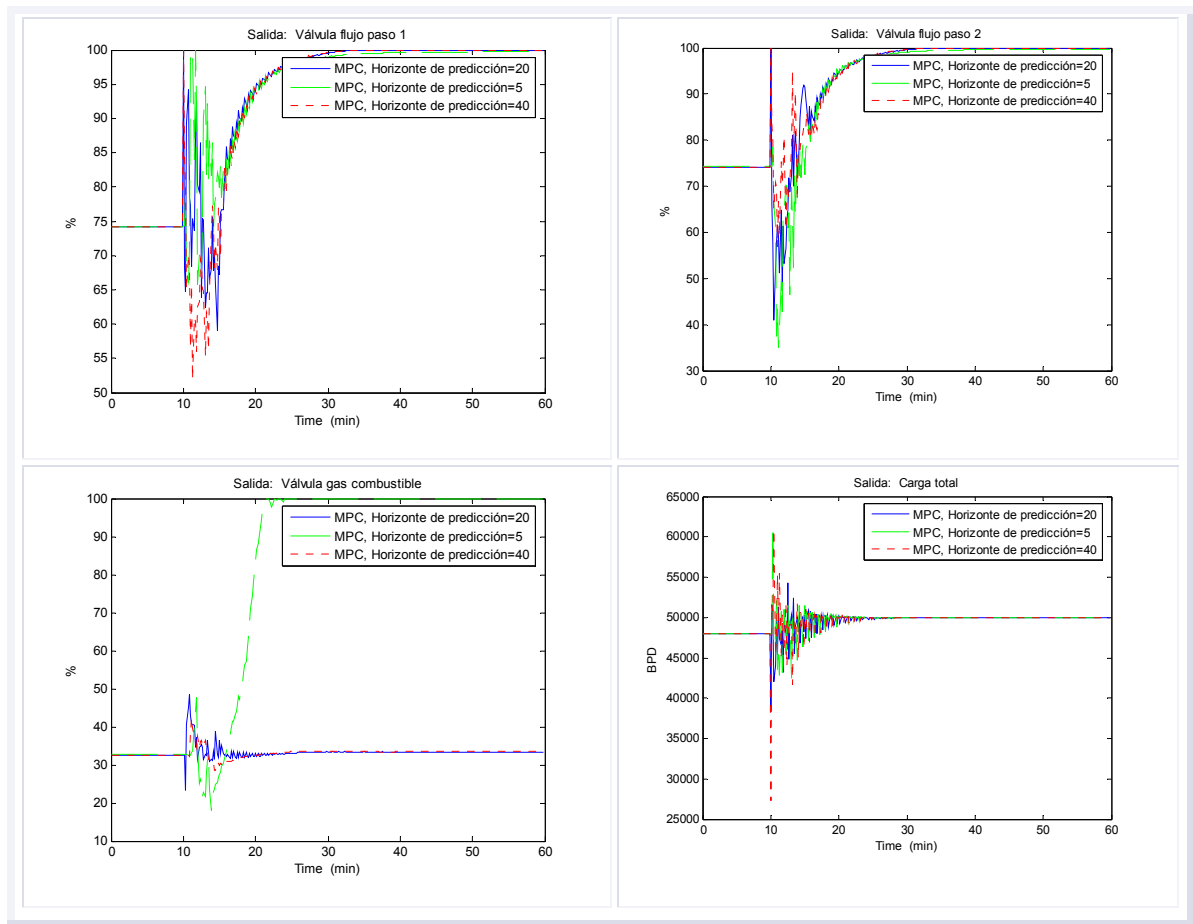 Salida: Válvula flujo paso 1
100
95
90
85
80
75
70
65
60
55
50
%
MPC, Horizonte de predicción=20
MPC, Horizonte de predicción=5
MPC, Horizonte de predicción=40
0 10 20 30 40 50 60
Time (min)
Salida: Válvula flujo paso 2
100
90
80
70
60
50
40
30
%
MPC, Horizonte de predicción=20
MPC, Horizonte de predicción=5
MPC, Horizonte de predicción=40
0 10 20 30 40 50 60
Time (min)
Salida: Válvula gas combustible
100
90
80
70
60
50
40
30
20
10
%
MPC, Horizonte de predicción=20
MPC, Horizonte de predicción=5
MPC, Horizonte de predicción=40
0 10 20 30 40 50 60
Time (min)
Salida: Carga total
65000
60000
55000
50000
45000
40000
35000
30000
25000
BPD
MPC, Horizonte de predicción=20
MPC, Horizonte de predicción=5
MPC, Horizonte de predicción=40
0 10 20 30 40 50 60
Time (min)